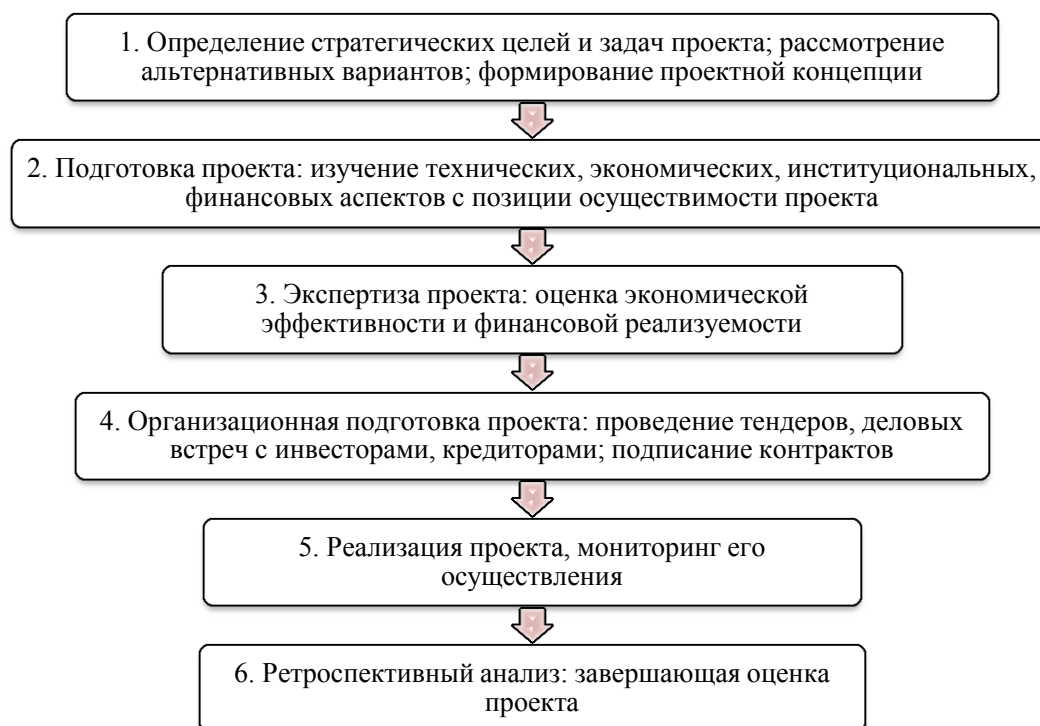 1. Определение стратегических целей и задач проекта; рассмотрение
альтернативных вариантов; формирование проектной концепции
2. Подготовка проекта: изучение технических, экономических, институциональных,
финансовых аспектов с позиции осуществимости проекта
3. Экспертиза проекта: оценка экономической
эффективности и финансовой реализуемости
4. Организационная подготовка проекта: проведение тендеров, деловых
встреч с инвесторами, кредиторами; подписание контрактов
5. Реализация проекта, мониторинг его
осуществления
6. Ретроспективный анализ: завершающая оценка
проекта